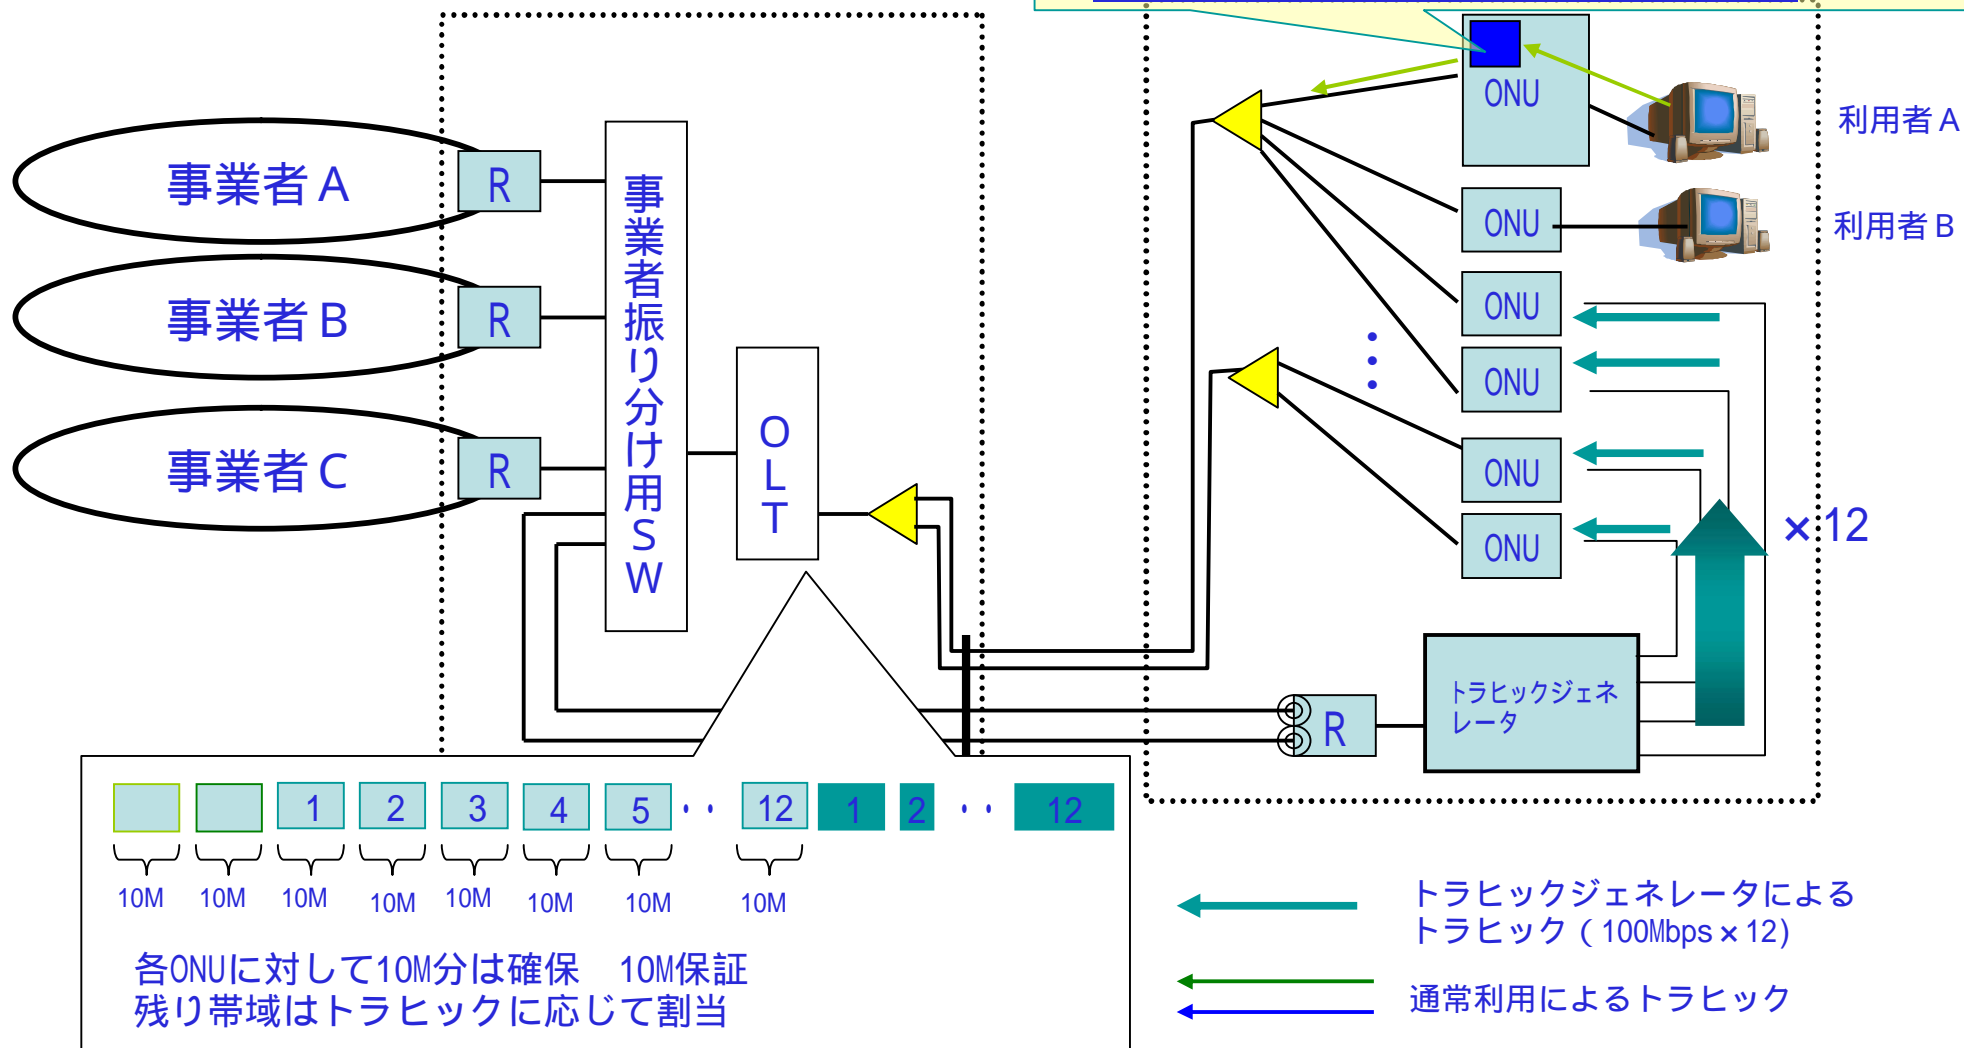 事業者A
R
事業者B
R
事業者C
R
事業者振り分け用SW
OLT
ONU
利用者A
ONU
利用者B
ONU
ONU
ONU
ONU
×12
R
トラヒックジェネ
レータ
1 2 3 4 5 ・・ 12 1 2 ・・ 12
10M 10M 10M 10M 10M 10M 10M 10M
各ONUに対して10M分は確保 10M保証
残り帯域はトラヒックに応じて割当
トラヒックジェネレータによる
トラヒック(100Mbps×12)
通常利用によるトラヒック